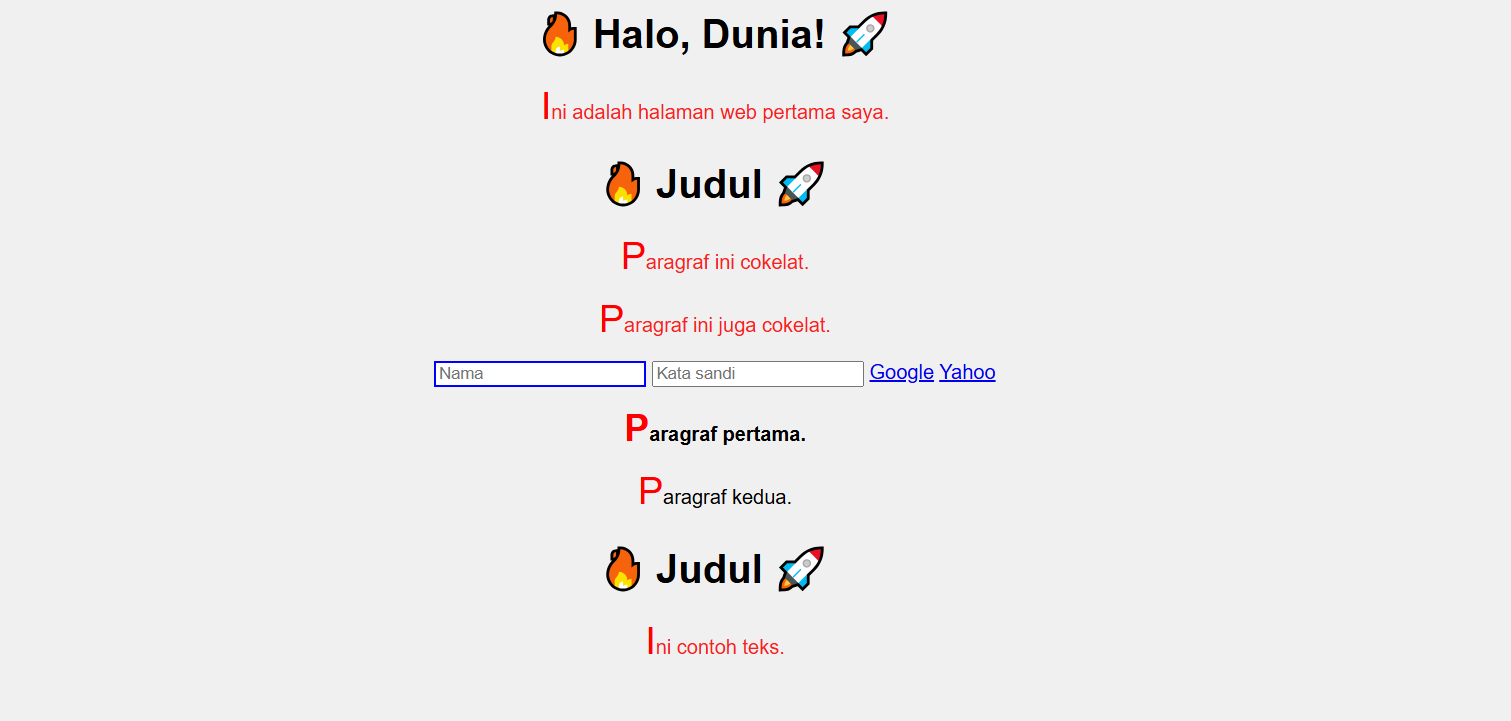 🔥 Halo, Dunia! 🚀
Ini adalah halaman web pertama saya.
🔥 Judul 🚀
Paragraf ini cokelat.
Paragraf ini juga cokelat.
Nama Kata sandi Google Yahoo
Paragraf pertama.
Paragraf kedua.
🔥 Judul 🚀
Ini contoh teks.